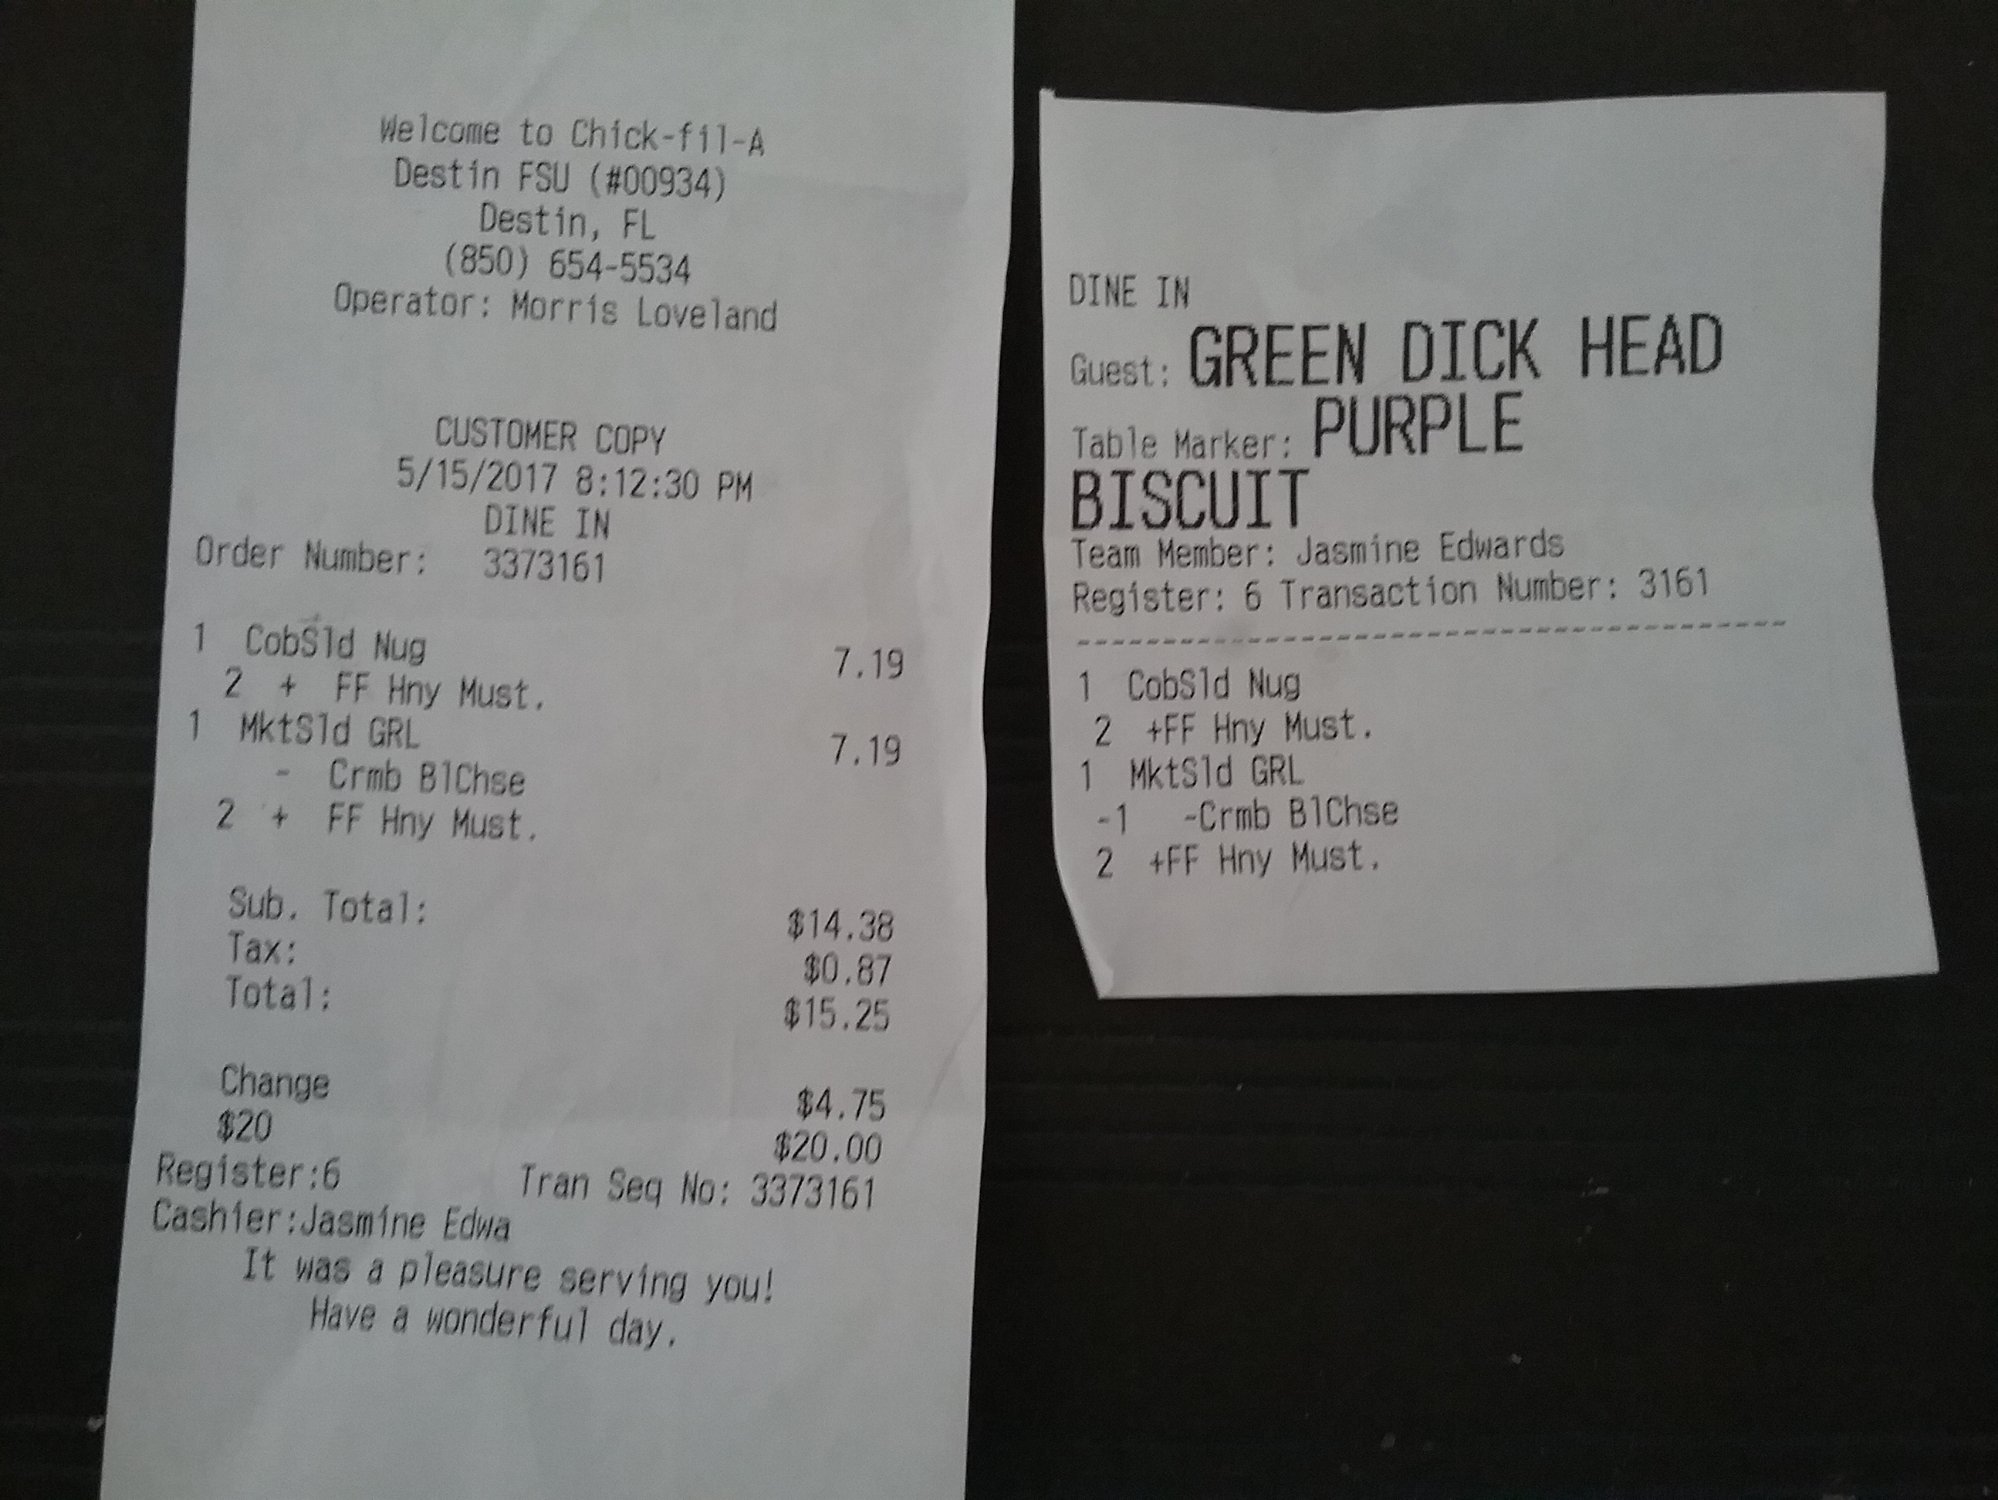 Welcome to Chick-fil-A
Destin FSU (#00934)
Destin, FL
(850) 654-5534
Operator: Morris Loveland
CUSTOMER COPY
5/15/2017 8:12:30 PM
DINE IN
Order Number: 3373161
1 CobSld Nug 7.19
2 + FF Hny Must.
1 MktSld GRL 7.19
- Crmb BlChse
2 + FF Hny Must.
Sub. Total: $14.38
Tax: $0.87
Total: $15.25
Change $4.75
$20 $20.00
Register:6 Tran Seq No: 3373161
Cashier:Jasmine Edwa
It was a pleasure serving you!
Have a wonderful day.
DINE IN
Guest: GREEN DICK HEAD
Table Marker: PURPLE
BISCUIT
Team Member: Jasmine Edwards
Register: 6 Transaction Number: 3161
----------------------------------------
1 CobSld Nug
2 +FF Hny Must.
1 MktSld GRL
-1 -Crmb BlChse
2 +FF Hny Must.